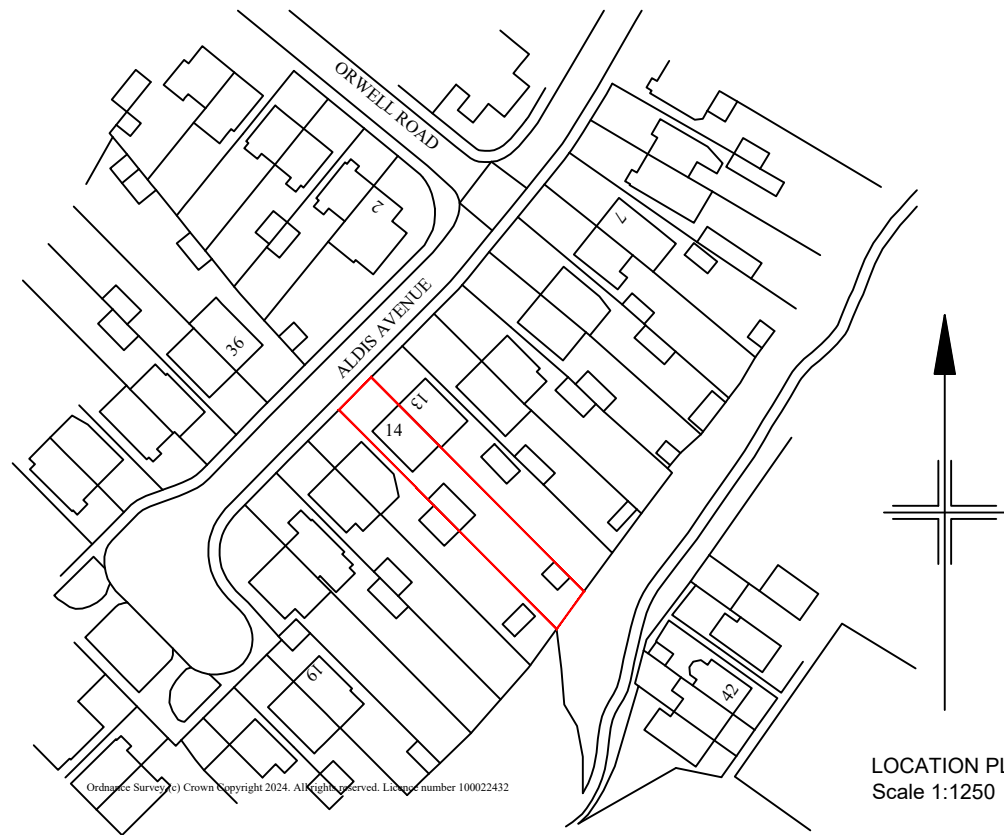 ORWELL ROAD
2
7
ALDIS AVENUE
36
13
14
19
42
LOCATION PL
Scale 1:1250
Ordnance Survey (c) Crown Copyright 2024. All rights reserved. Licence number 100022432